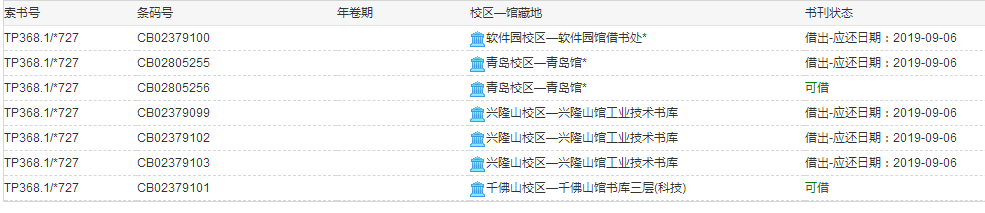 索书号 条码号 年卷期 校区—馆藏地 书刊状态
TP368.1/*727 CB02379100 软件园校区—软件园馆借书处* 借出-应还日期：2019-09-06
TP368.1/*727 CB02805255 青岛校区—青岛馆* 借出-应还日期：2019-09-06
TP368.1/*727 CB02805256 青岛校区—青岛馆* 可借
TP368.1/*727 CB02379099 兴隆山校区—兴隆山馆工业技术书库 借出-应还日期：2019-09-06
TP368.1/*727 CB02379102 兴隆山校区—兴隆山馆工业技术书库 借出-应还日期：2019-09-06
TP368.1/*727 CB02379103 兴隆山校区—兴隆山馆工业技术书库 借出-应还日期：2019-09-06
TP368.1/*727 CB02379101 千佛山校区—千佛山馆书库三层(科技) 可借